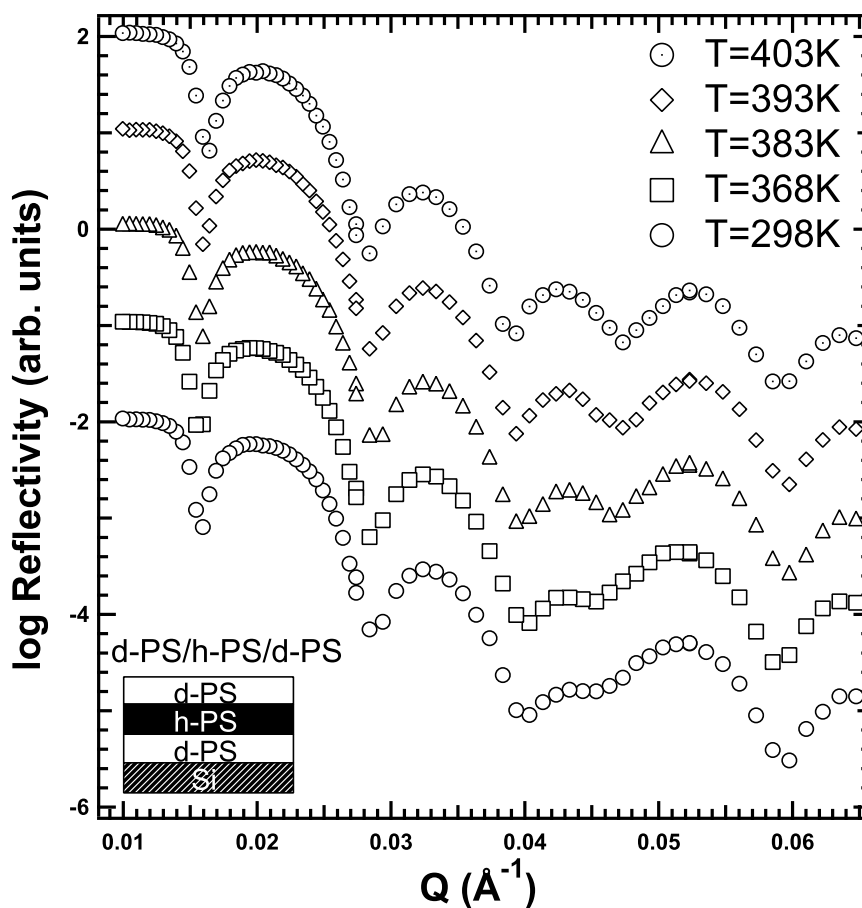 2
0
-2
-4
-6
log Reflectivity (arb. units)
T=403K
T=393K
T=383K
T=368K
T=298K
d-PS/h-PS/d-PS
d-PS
h-PS
d-PS
Si
0.01 0.02 0.03 0.04 0.05 0.06
Q (Å-1)